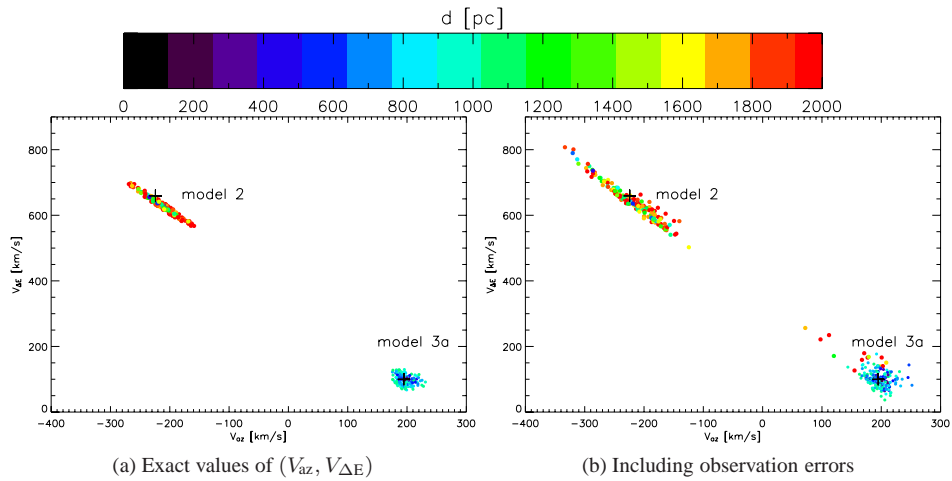 d [pc]
0 200 400 600 800 1000 1200 1400 1600 1800 2000
800
600
400
200
0
V_ΔE [km/s]
model 2
model 3a
−400 −300 −200 −100 0 100 200 300
V_az [km/s]
(a) Exact values of (V_az, V_ΔE)
800
600
400
200
0
V_ΔE [km/s]
model 2
model 3a
−400 −300 −200 −100 0 100 200 300
V_az [km/s]
(b) Including observation errors